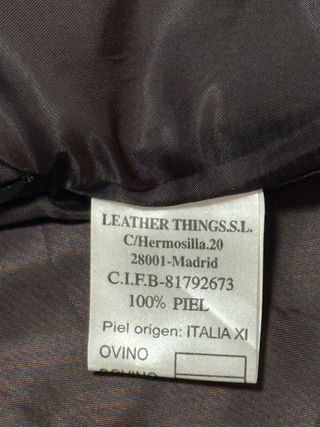 LEATHER THINGS.S.L.
C/Hermosilla.20
28001-Madrid
C.I.F.B-81792673
100% PIEL
Piel origen: ITALIA XI
OVINO